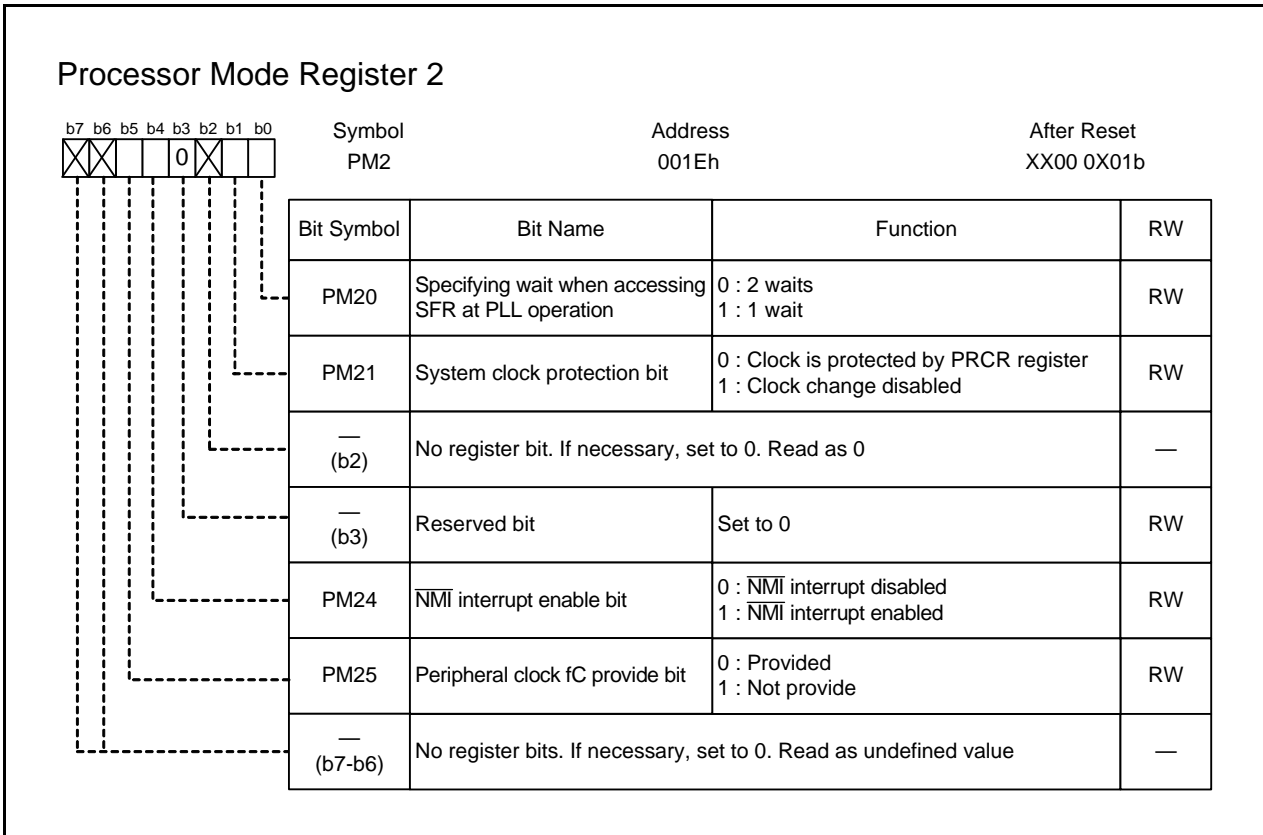 Processor Mode Register 2
b7 b6 b5 b4 b3 b2 b1 b0
0
Symbol Address After Reset
PM2 001Eh XX00 0X01b
Bit Symbol Bit Name Function RW
PM20 Specifying wait when accessing 0 : 2 waits RW
SFR at PLL operation 1 : 1 wait
PM21 System clock protection bit 0 : Clock is protected by PRCR register RW
1 : Clock change disabled
— (b2) No register bit. If necessary, set to 0. Read as 0 —
— (b3) Reserved bit Set to 0 RW
PM24 NMI interrupt enable bit 0 : NMI interrupt disabled RW
1 : NMI interrupt enabled
PM25 Peripheral clock fC provide bit 0 : Provided RW
1 : Not provide
— (b7-b6) No register bits. If necessary, set to 0. Read as undefined value —